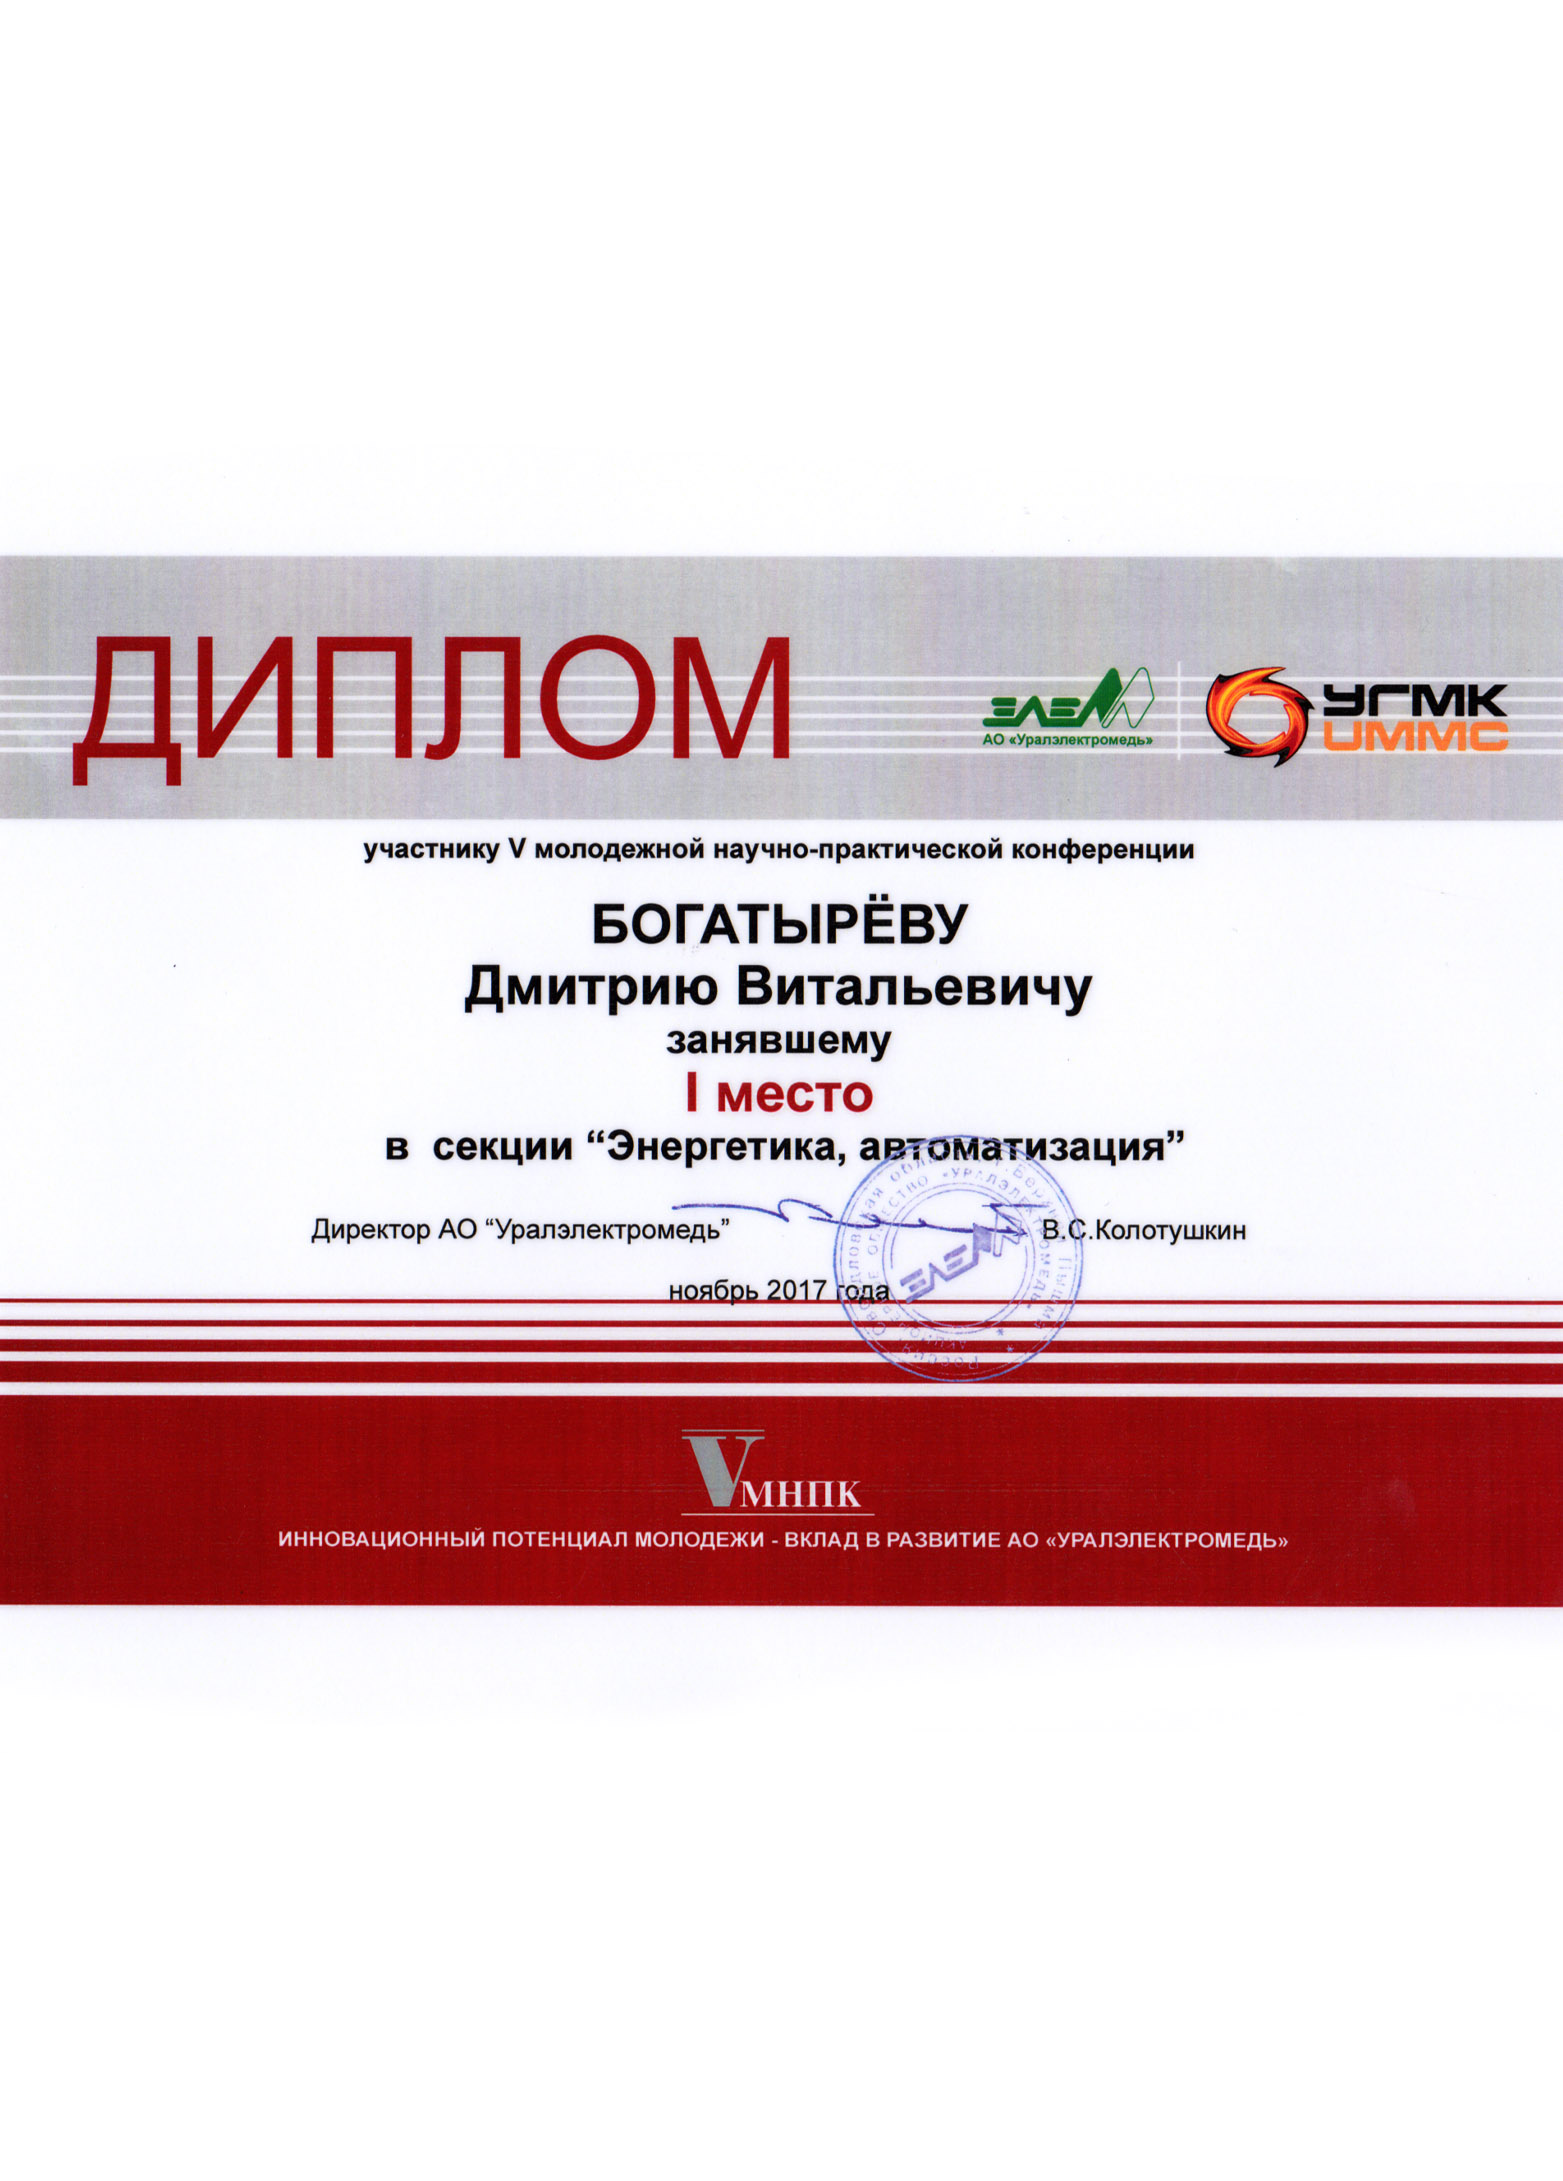 ДИПЛОМ
ЭЛЕМ
АО «Уралэлектромедь»
УГМК
UMMC
участнику V молодежной научно-практической конференции
БОГАТЫРЁВУ
Дмитрию Витальевичу
занявшему
I место
в секции “Энергетика, автоматизация”
Директор АО “Уралэлектромедь”
В.С.Колотушкин
ноябрь 2017 года
V МНПК
ИННОВАЦИОННЫЙ ПОТЕНЦИАЛ МОЛОДЕЖИ - ВКЛАД В РАЗВИТИЕ АО «УРАЛЭЛЕКТРОМЕДЬ»